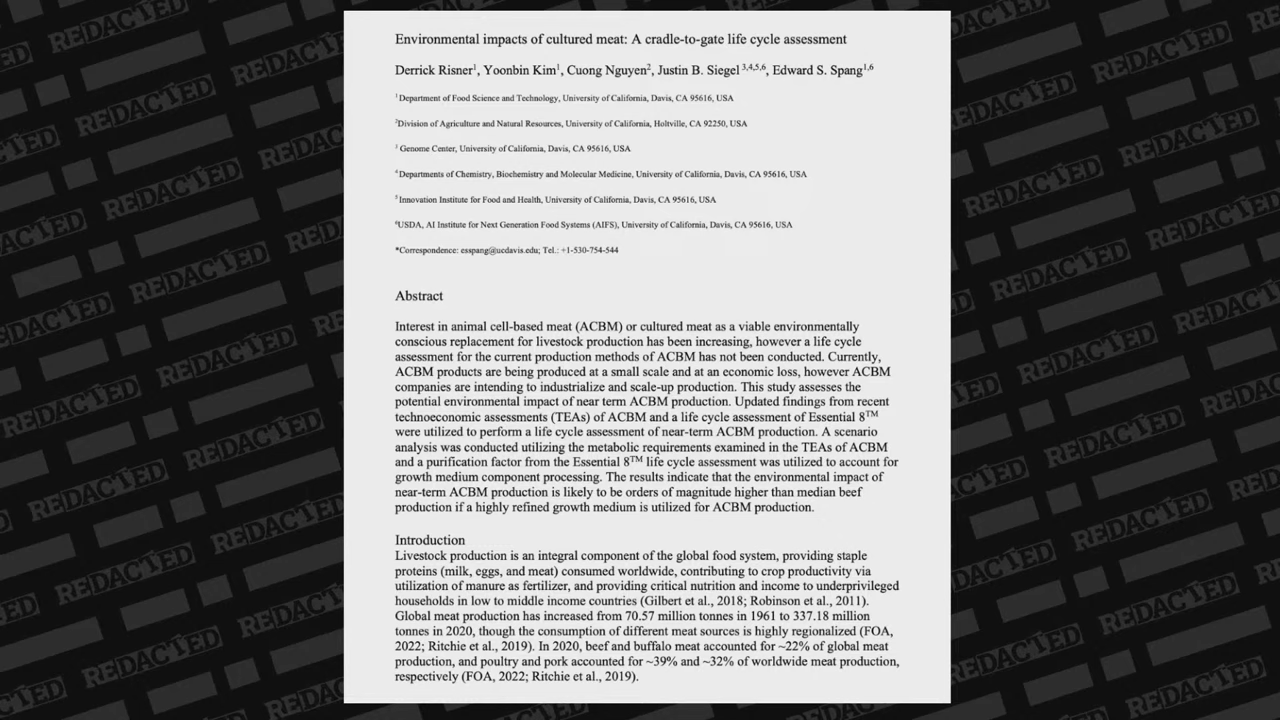 Environmental impacts of cultured meat: A cradle-to-gate life cycle assessment
Derrick Risner1, Yoonbin Kim1, Cuong Nguyen2, Justin B. Siegel 3,4,5,6, Edward S. Spang1,6
1 Department of Food Science and Technology, University of California, Davis, CA 95616, USA
2Division of Agriculture and Natural Resources, University of California, Holtville, CA 92250, USA
3 Genome Center, University of California, Davis, CA 95616, USA
4 Departments of Chemistry, Biochemistry and Molecular Medicine, University of California, Davis, CA 95616, USA
5 Innovation Institute for Food and Health, University of California, Davis, CA 95616, USA
6USDA, AI Institute for Next Generation Food Systems (AIFS), University of California, Davis, CA 95616, USA
*Correspondence: esspang@ucdavis.edu; Tel.: +1-530-754-544
Abstract
Interest in animal cell-based meat (ACBM) or cultured meat as a viable environmentally
conscious replacement for livestock production has been increasing, however a life cycle
assessment for the current production methods of ACBM has not been conducted. Currently,
ACBM products are being produced at a small scale and at an economic loss, however ACBM
companies are intending to industrialize and scale-up production. This study assesses the
potential environmental impact of near term ACBM production. Updated findings from recent
technoeconomic assessments (TEAs) of ACBM and a life cycle assessment of Essential 8TM
were utilized to perform a life cycle assessment of near-term ACBM production. A scenario
analysis was conducted utilizing the metabolic requirements examined in the TEAs of ACBM
and a purification factor from the Essential 8TM life cycle assessment was utilized to account for
growth medium component processing. The results indicate that the environmental impact of
near-term ACBM production is likely to be orders of magnitude higher than median beef
production if a highly refined growth medium is utilized for ACBM production.
Introduction
Livestock production is an integral component of the global food system, providing staple
proteins (milk, eggs, and meat) consumed worldwide, contributing to crop productivity via
utilization of manure as fertilizer, and providing critical nutrition and income to underprivileged
households in low to middle income countries (Gilbert et al., 2018; Robinson et al., 2011).
Global meat production has increased from 70.57 million tonnes in 1961 to 337.18 million
tonnes in 2020, though the consumption of different meat sources is highly regionalized (FOA,
2022; Ritchie et al., 2019). In 2020, beef and buffalo meat accounted for ~22% of global meat
production, and poultry and pork accounted for ~39% and ~32% of worldwide meat production,
respectively (FOA, 2022; Ritchie et al., 2019).
REDACTED